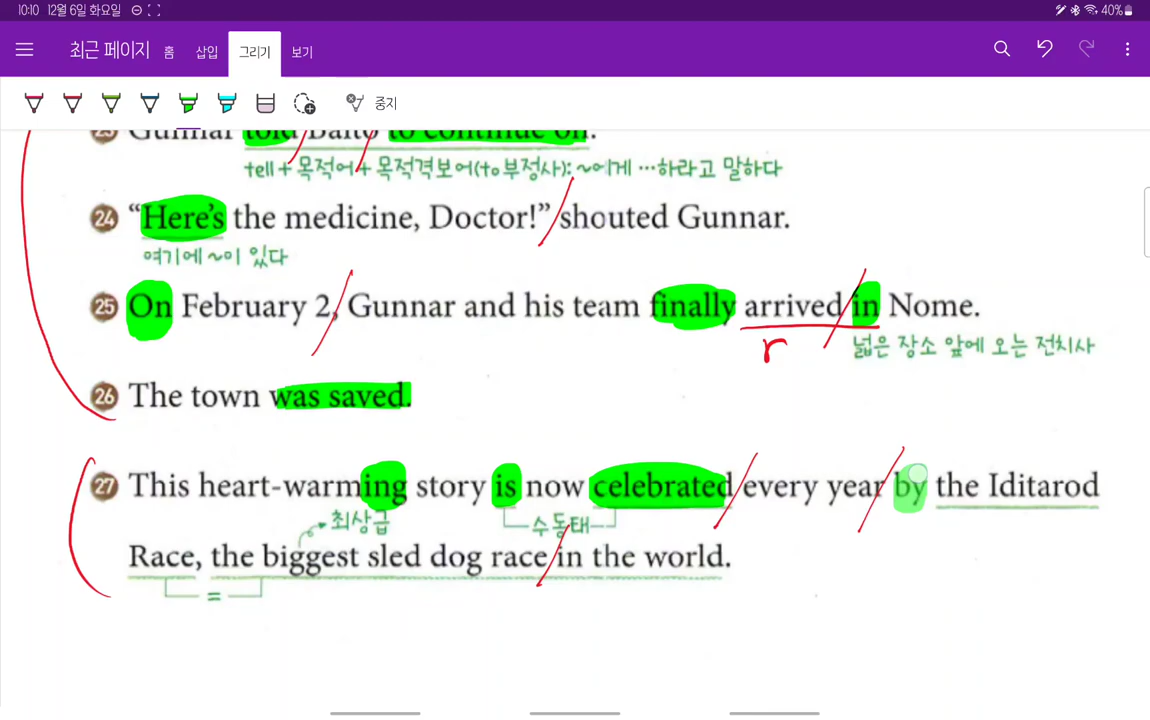 10:10 12월 6일 화요일 40%
최근 페이지 홈 삽입 그리기 보기
중지
23 Gunnar told Balto to continue on.
tell + 목적어 + 목적격보어(to부정사): ~에게 …하라고 말하다
24 “Here’s the medicine, Doctor!” shouted Gunnar.
여기에 ~이 있다
25 On February 2, Gunnar and his team finally arrived in Nome.
r 넓은 장소 앞에 오는 전치사
26 The town was saved.
27 This heart-warming story is now celebrated every year by the Iditarod
최상급 수동태
Race, the biggest sled dog race in the world.
=